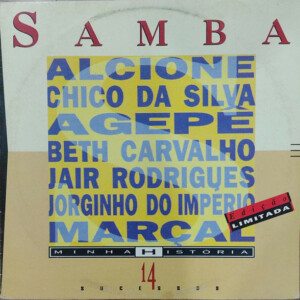 SAMBA
ALCIONE
CHICO DA SILVA
AGEPÊ
BETH CARVALHO
JAIR RODRIGUES
JORGINHO DO IMPÉRIO
MARÇAL
Edição
LIMITADA
MINHA HISTÓRIA
14
SUCESSOS